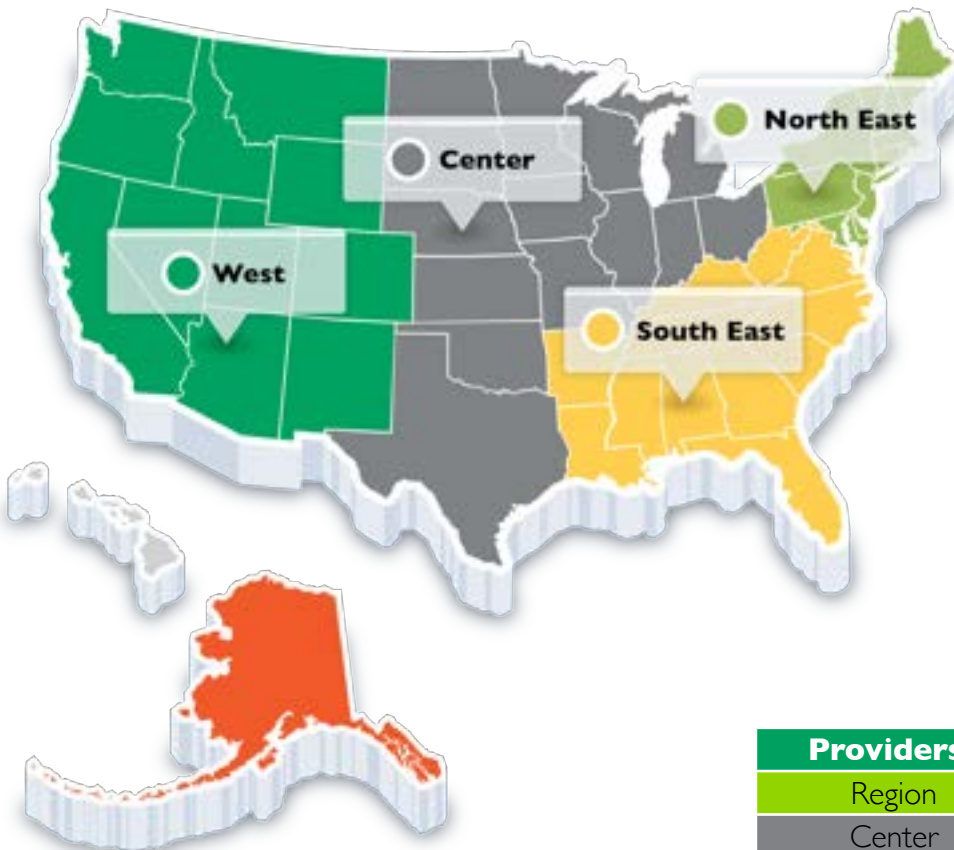 North East
Center
West
South East
Providers
Region
Center